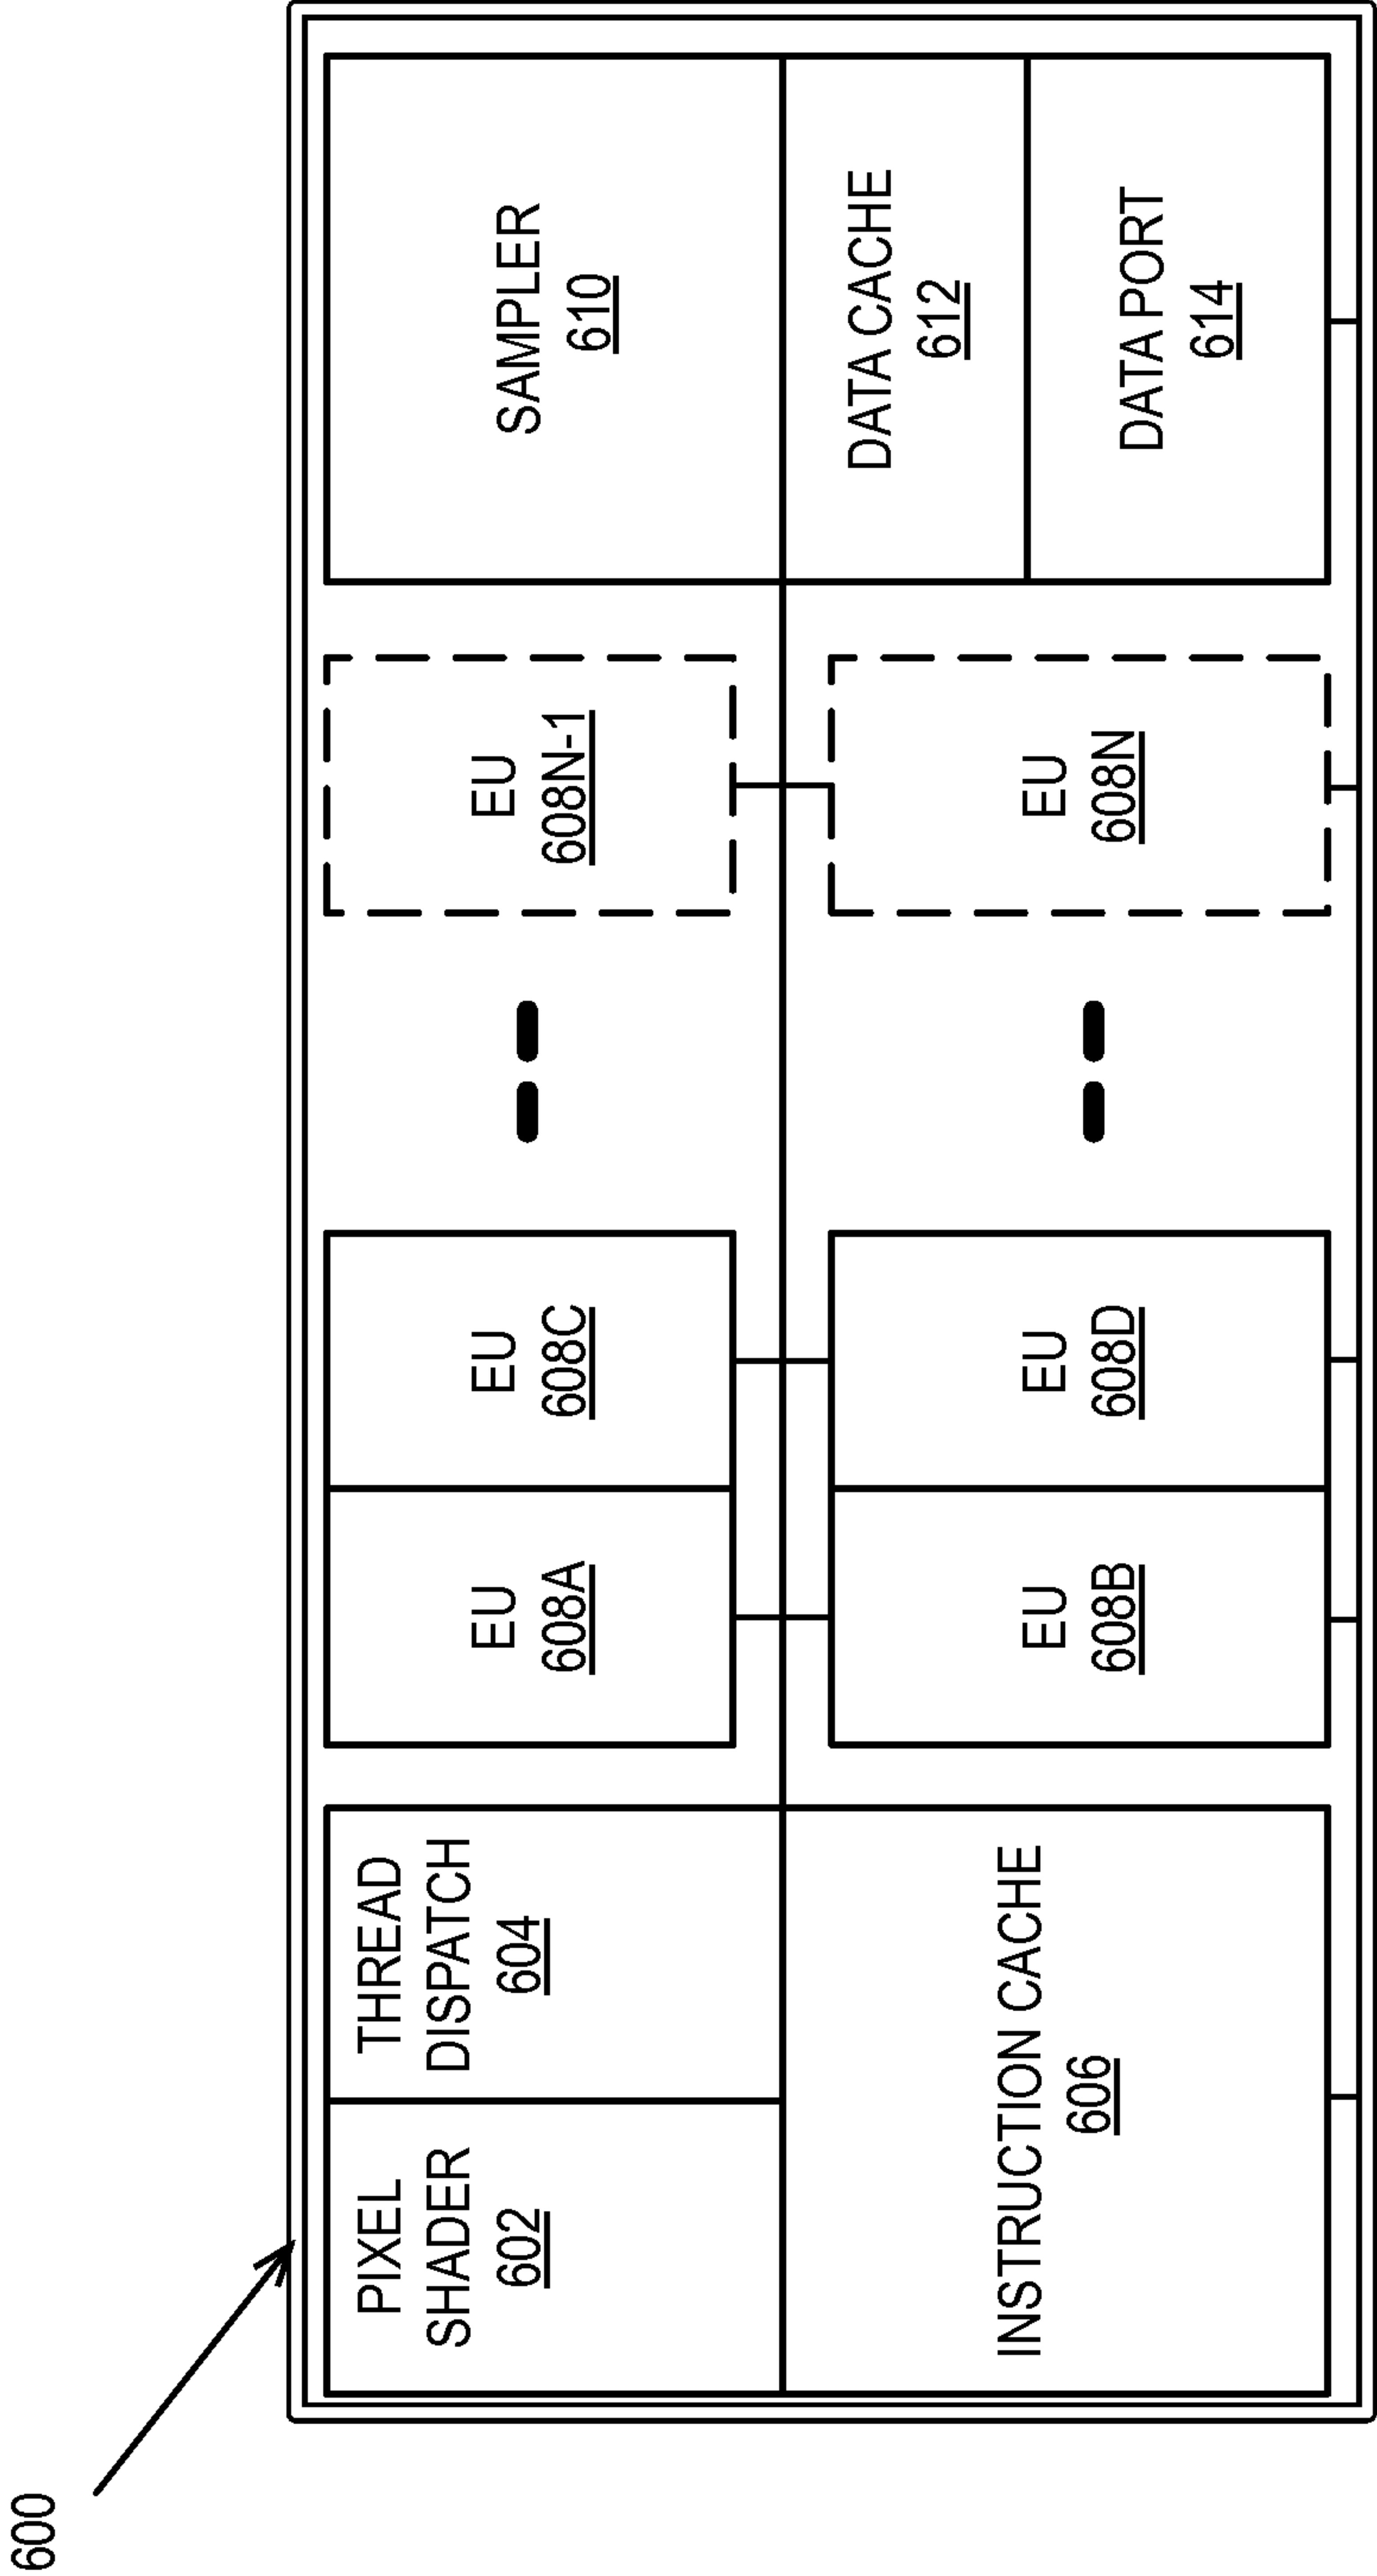 600
PIXEL
SHADER
602
THREAD
DISPATCH
604
INSTRUCTION CACHE
606
EU
608A
EU
608C
EU
608B
EU
608D
EU
608N-1
EU
608N
SAMPLER
610
DATA CACHE
612
DATA PORT
614